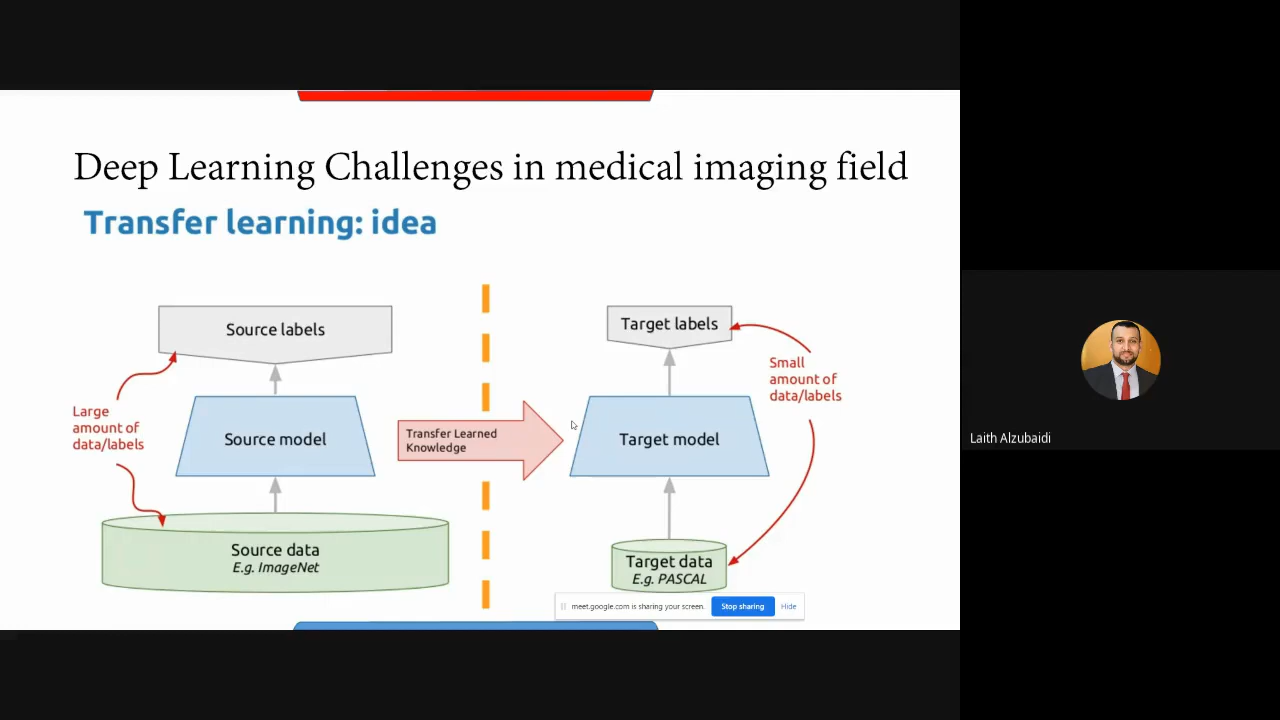 Deep Learning Challenges in medical imaging field
Transfer learning: idea
Source labels
Target labels
Small
amount of
data/labels
Large
amount of
data/labels
Source model
Transfer Learned
Knowledge
Target model
Source data
E.g. ImageNet
Target data
E.g. PASCAL
meet.google.com is sharing your screen.
Stop sharing
Hide
Laith Alzubaidi